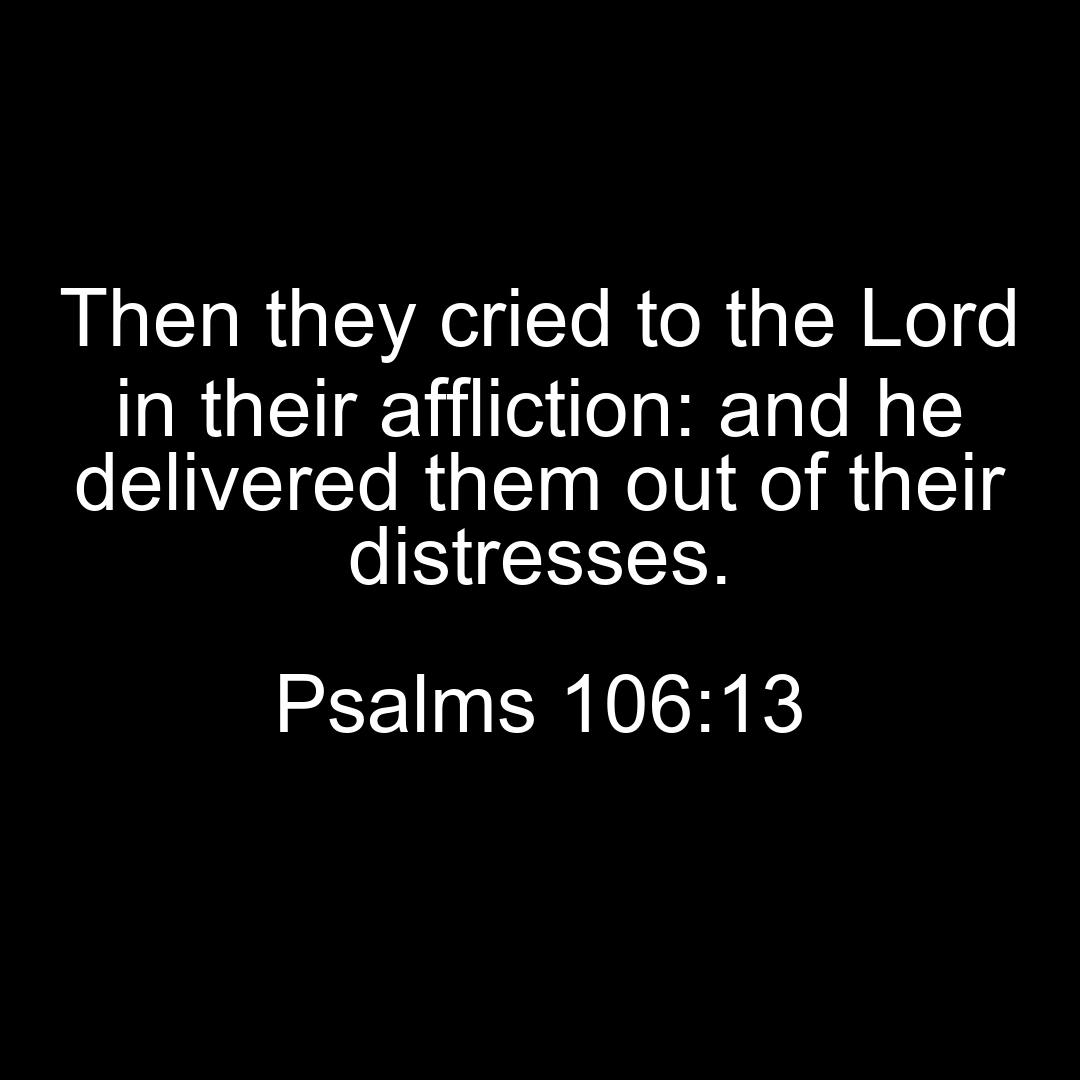 Then they cried to the Lord
in their affliction: and he
delivered them out of their
distresses.
Psalms 106:13